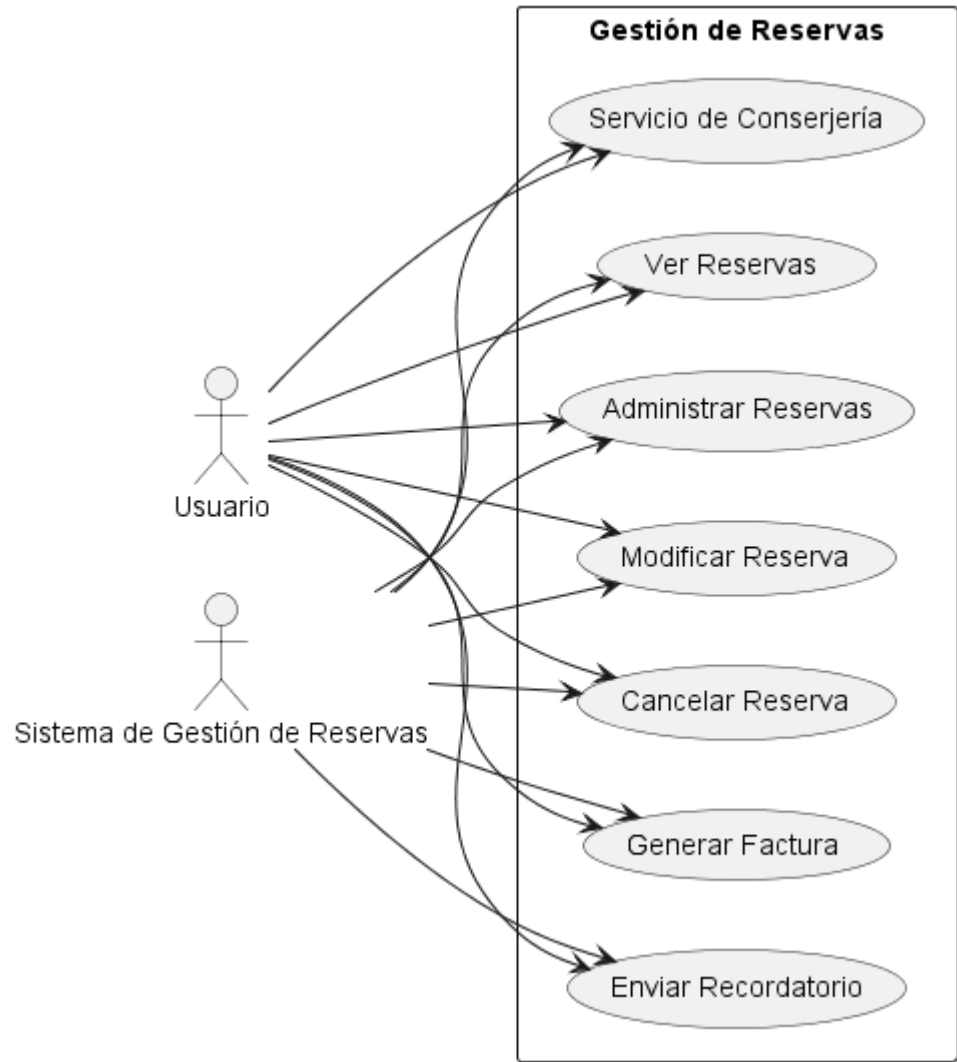 Gestión de Reservas
Servicio de Conserjería
Ver Reservas
Administrar Reservas
Usuario
Modificar Reserva
Cancelar Reserva
Sistema de Gestión de Reservas
Generar Factura
Enviar Recordatorio